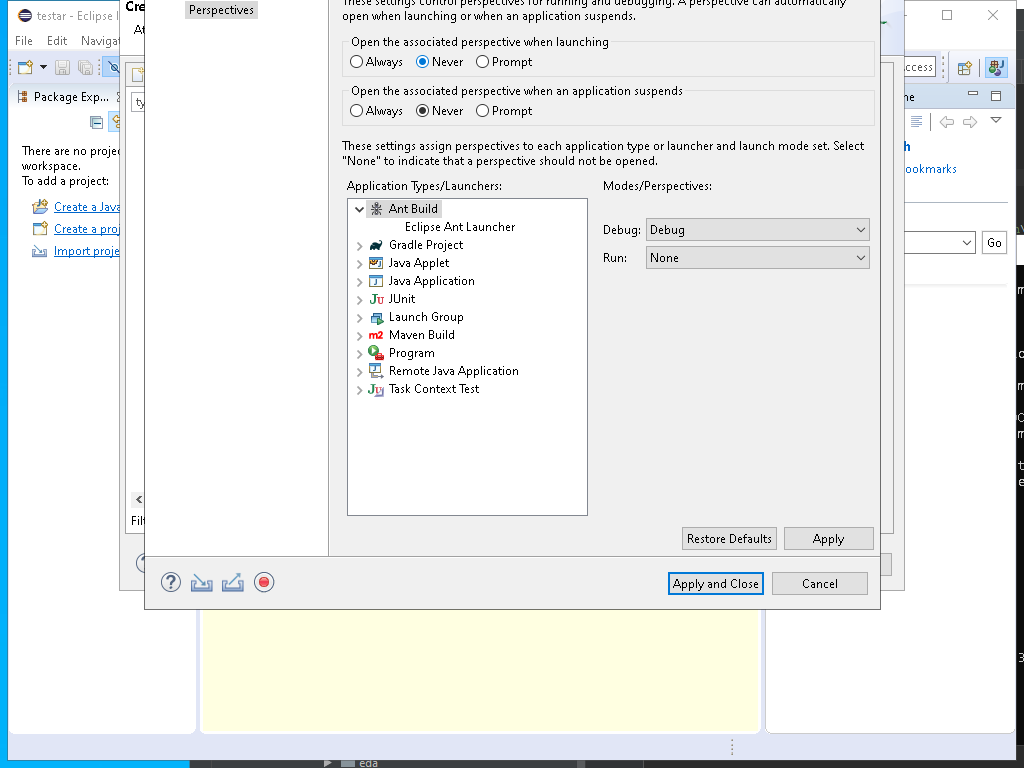 testar - Eclipse I
File Edit Navigat
Package Exp...
There are no proje
workspace.
To add a project:
Create a Java
Create a proj
Import proje
Cre
At
ty
Filt
Perspectives
These settings control perspectives for running and debugging. A perspective can automatically
open when launching or when an application suspends.
Open the associated perspective when launching
Always Never Prompt
Open the associated perspective when an application suspends
Always Never Prompt
These settings assign perspectives to each application type or launcher and launch mode set. Select
"None" to indicate that a perspective should not be opened.
Application Types/Launchers:
Modes/Perspectives:
Ant Build
Eclipse Ant Launcher
Gradle Project
Java Applet
Java Application
JUnit
Launch Group
Maven Build
Program
Remote Java Application
Task Context Test
Debug: Debug
Run: None
Restore Defaults
Apply
Apply and Close
Cancel
ccess
ne
h
ookmarks
Go
eda